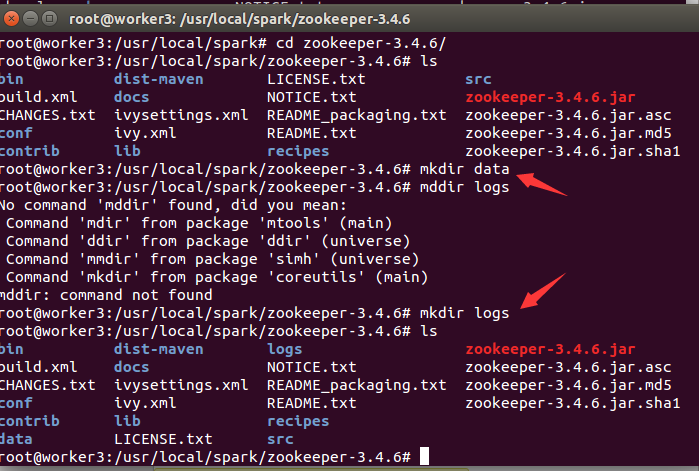 root@worker3: /usr/local/spark/zookeeper-3.4.6
root@worker3:/usr/local/spark# cd zookeeper-3.4.6/
root@worker3:/usr/local/spark/zookeeper-3.4.6# ls
bin dist-maven LICENSE.txt src
build.xml docs NOTICE.txt zookeeper-3.4.6.jar
CHANGES.txt ivysettings.xml README_packaging.txt zookeeper-3.4.6.jar.asc
conf ivy.xml README.txt zookeeper-3.4.6.jar.md5
contrib lib recipes zookeeper-3.4.6.jar.sha1
root@worker3:/usr/local/spark/zookeeper-3.4.6# mkdir data
root@worker3:/usr/local/spark/zookeeper-3.4.6# mddir logs
No command 'mddir' found, did you mean:
Command 'mdir' from package 'mtools' (main)
Command 'ddir' from package 'ddir' (universe)
Command 'mmdir' from package 'simh' (universe)
Command 'mkdir' from package 'coreutils' (main)
mddir: command not found
root@worker3:/usr/local/spark/zookeeper-3.4.6# mkdir logs
root@worker3:/usr/local/spark/zookeeper-3.4.6# ls
bin dist-maven logs zookeeper-3.4.6.jar
build.xml docs NOTICE.txt zookeeper-3.4.6.jar.asc
CHANGES.txt ivysettings.xml README_packaging.txt zookeeper-3.4.6.jar.md5
conf ivy.xml README.txt zookeeper-3.4.6.jar.sha1
contrib lib recipes
data LICENSE.txt src
root@worker3:/usr/local/spark/zookeeper-3.4.6#